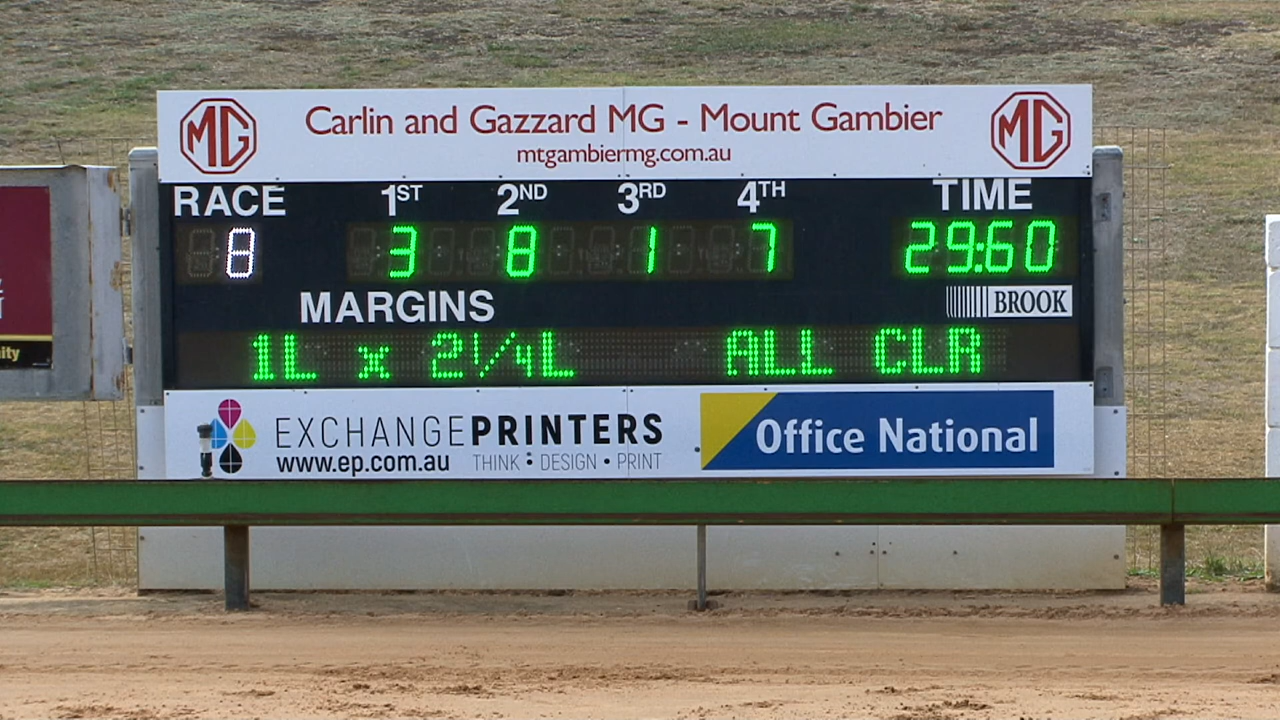 Carlin and Gazzard MG - Mount Gambier
MG
MG
mtgambiermg.com.au
RACE 1ST 2ND 3RD 4TH TIME
8 3 8 1 7 29:60
MARGINS
BROOK
1L x 2¼L ALL CLR
ity
EXCHANGEPRINTERS
www.ep.com.au THINK • DESIGN • PRINT
Office National